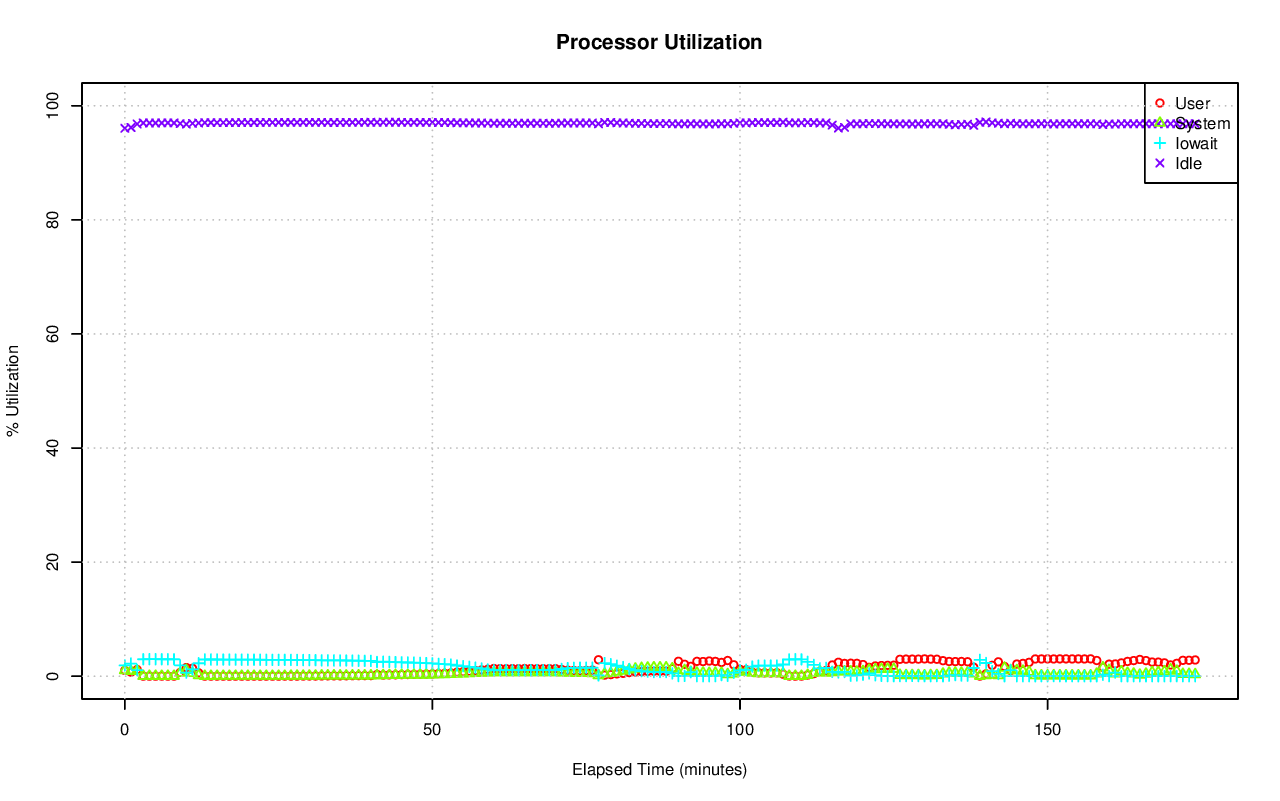 Processor Utilization
User
System
Iowait
Idle
100
80
60
40
20
0
% Utilization
0 50 100 150
Elapsed Time (minutes)